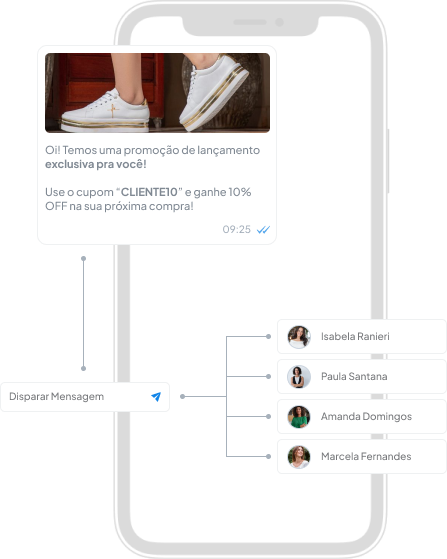 Oi! Temos uma promoção de lançamento
exclusiva pra você!
Use o cupom “CLIENTE10” e ganhe 10%
OFF na sua próxima compra!
09:25
Isabela Ranieri
Paula Santana
Disparar Mensagem
Amanda Domingos
Marcela Fernandes